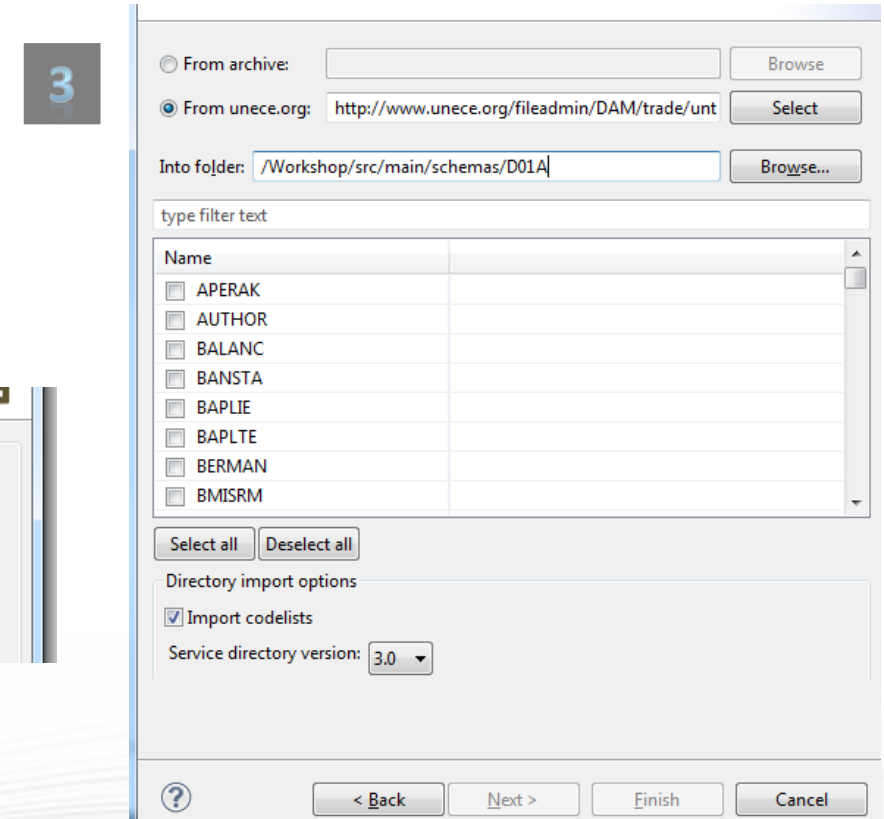 3
From archive: Browse
From unece.org: http://www.unece.org/fileadmin/DAM/trade/unt Select
Into folder: /Workshop/src/main/schemas/D01A Browse...
type filter text
Name
APERAK
AUTHOR
BALANC
BANSTA
BAPLIE
BAPLTE
BERMAN
BMISRM
Select all Deselect all
Directory import options
Import codelists
Service directory version: 3.0
? < Back Next > Finish Cancel